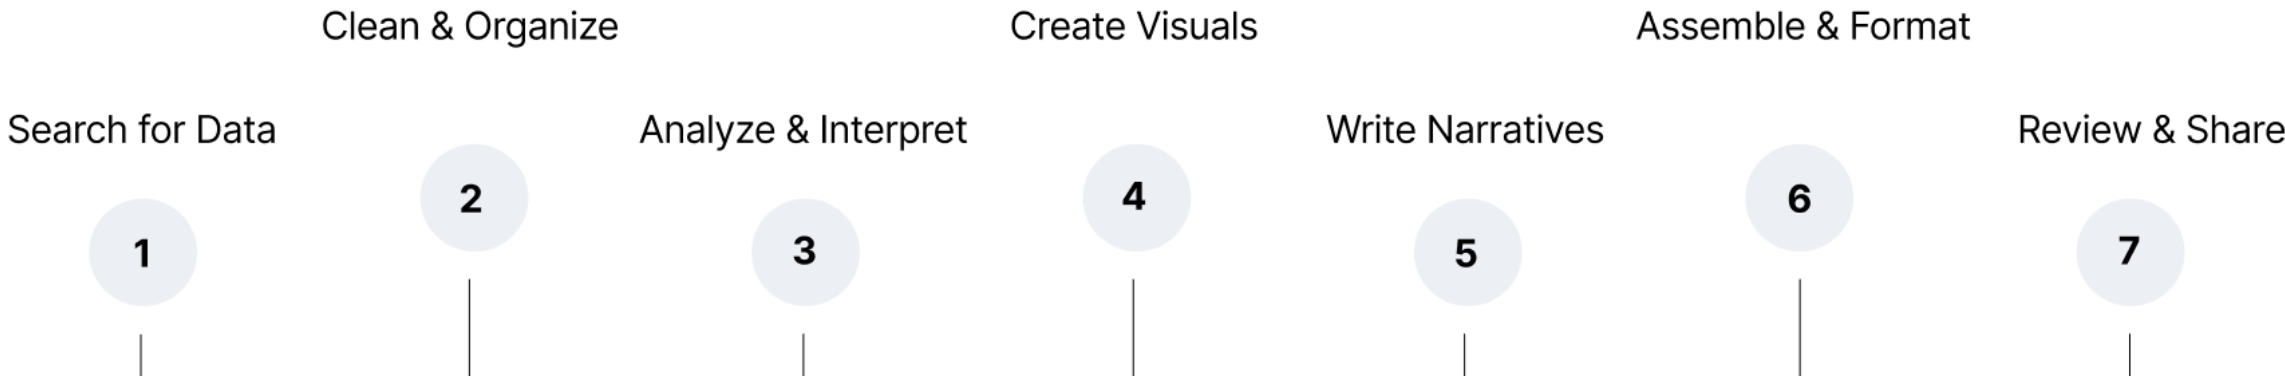 Search for Data
1
Clean & Organize
2
Analyze & Interpret
3
Create Visuals
4
Write Narratives
5
Assemble & Format
6
Review & Share
7